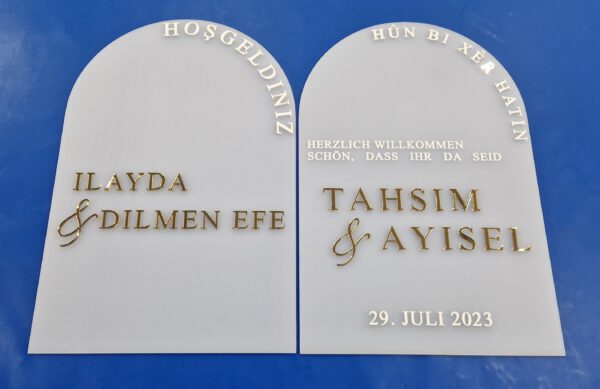 HOŞGELDINIZ
ILAYDA
& DILMEN EFE
HÛN BI XÊR HATIN
HERZLICH WILLKOMMEN
SCHÖN, DASS IHR DA SEID
TAHSIM
& AYISEL
29. JULI 2023